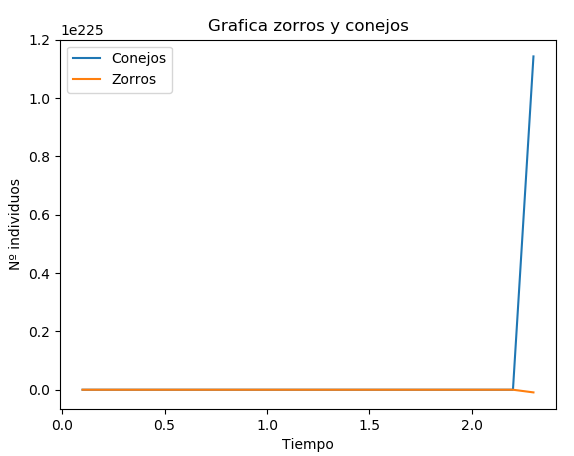 Grafica zorros y conejos
1e225
Conejos
Zorros
1.2
1.0
0.8
0.6
0.4
0.2
0.0
Nº individuos
0.0 0.5 1.0 1.5 2.0
Tiempo